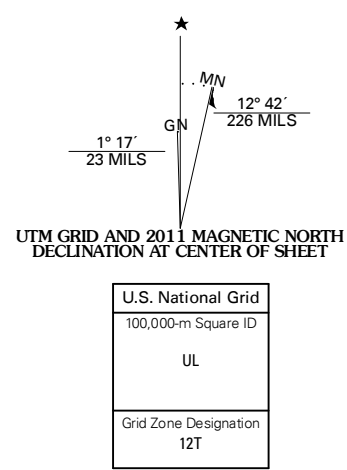 ★
MN
GN
12° 42´
226 MILS
1° 17´
23 MILS
UTM GRID AND 2011 MAGNETIC NORTH
DECLINATION AT CENTER OF SHEET
U.S. National Grid
100,000-m Square ID
UL
Grid Zone Designation
12T